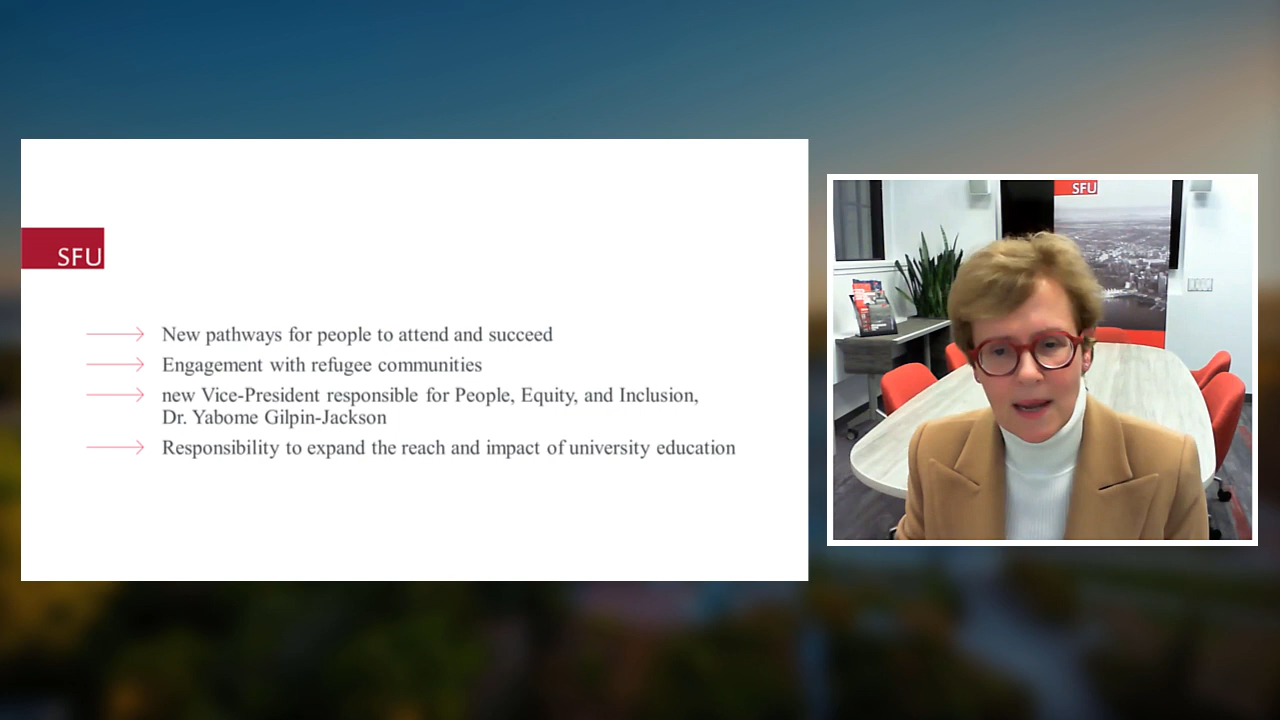 SFU
New pathways for people to attend and succeed
Engagement with refugee communities
new Vice-President responsible for People, Equity, and Inclusion,
Dr. Yabome Gilpin-Jackson
Responsibility to expand the reach and impact of university education
SFU